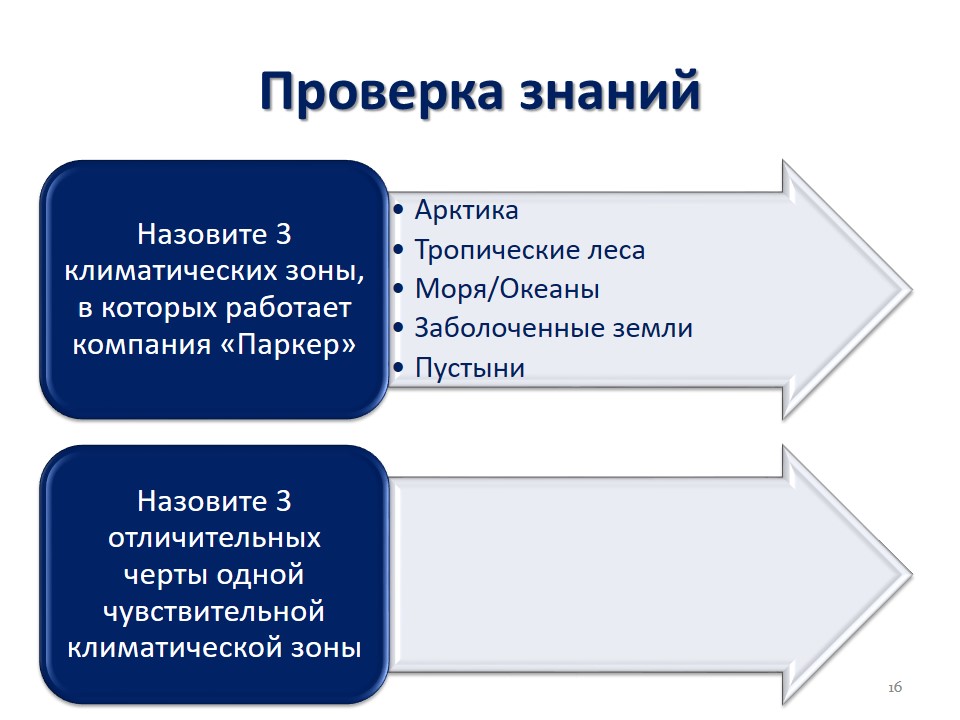 Проверка знаний
Назовите 3
климатических зоны,
в которых работает
компания «Паркер»
• Арктика
• Тропические леса
• Моря/Океаны
• Заболоченные земли
• Пустыни
Назовите 3
отличительных
черты одной
чувствительной
климатической зоны
16